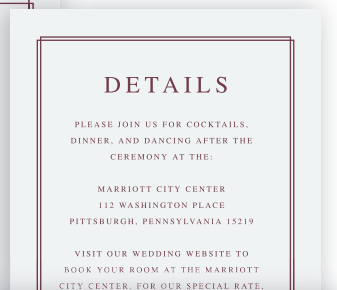 DETAILS
PLEASE JOIN US FOR COCKTAILS,
DINNER, AND DANCING AFTER THE
CEREMONY AT THE:
MARRIOTT CITY CENTER
112 WASHINGTON PLACE
PITTSBURGH, PENNSYLVANIA 15219
VISIT OUR WEDDING WEBSITE TO
BOOK YOUR ROOM AT THE MARRIOTT
CITY CENTER. FOR OUR SPECIAL RATE,